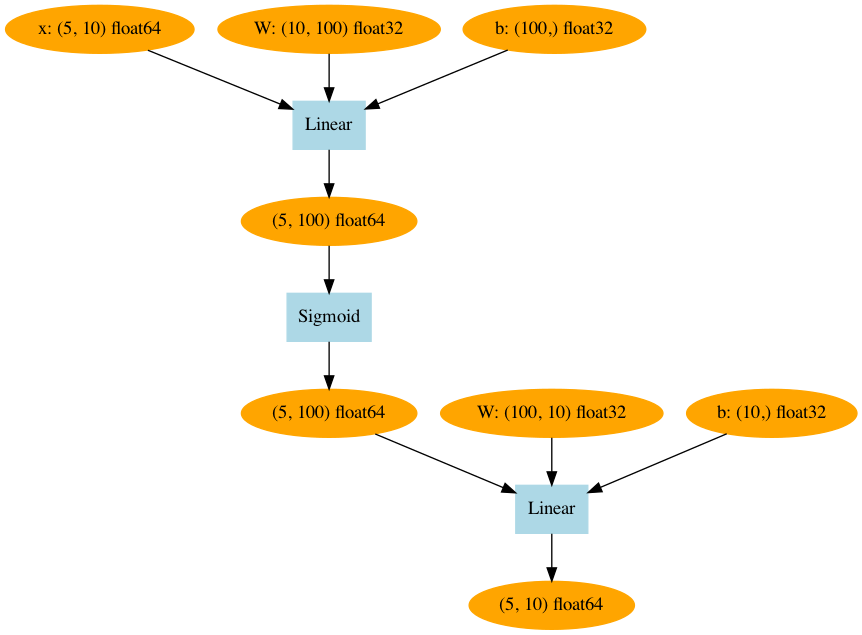 x: (5, 10) float64
W: (10, 100) float32
b: (100,) float32
Linear
(5, 100) float64
Sigmoid
(5, 100) float64
W: (100, 10) float32
b: (10,) float32
Linear
(5, 10) float64